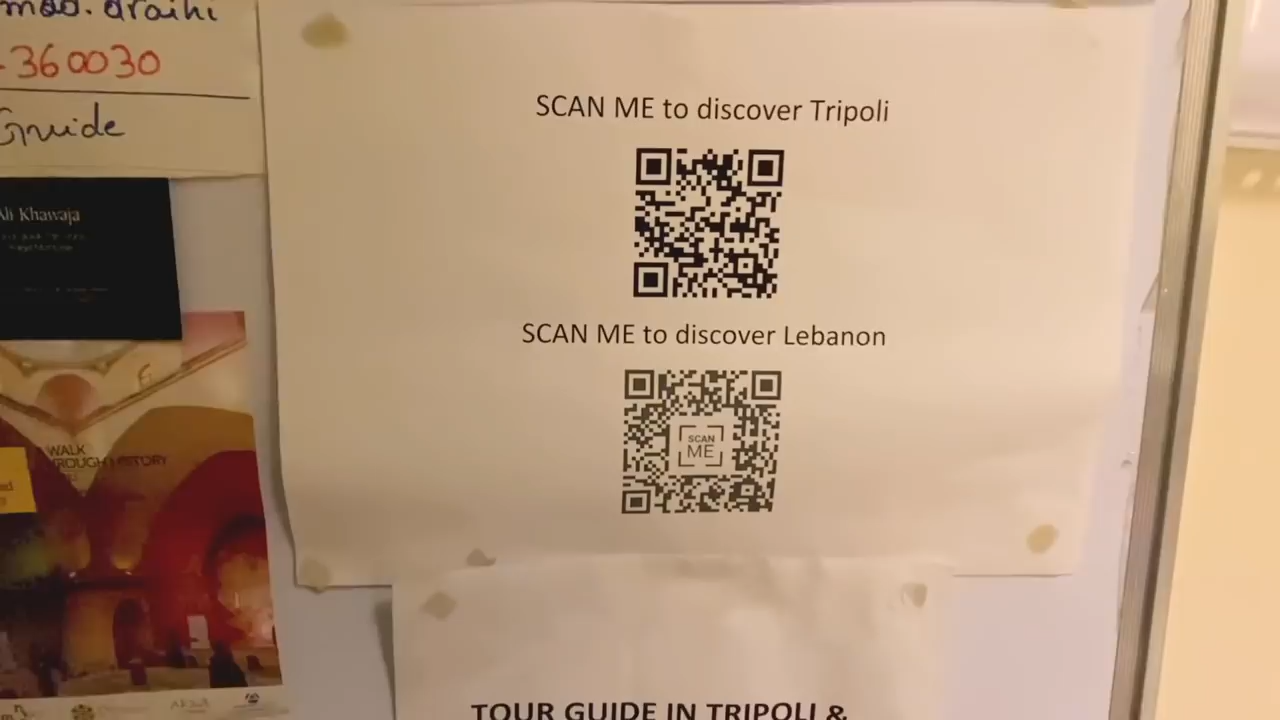 360030
Guide
Ali Khawaja
WALK
HISTORY
SCAN ME to discover Tripoli
SCAN ME to discover Lebanon
SCAN
ME
TOUR GUIDE IN TRIPOLI &